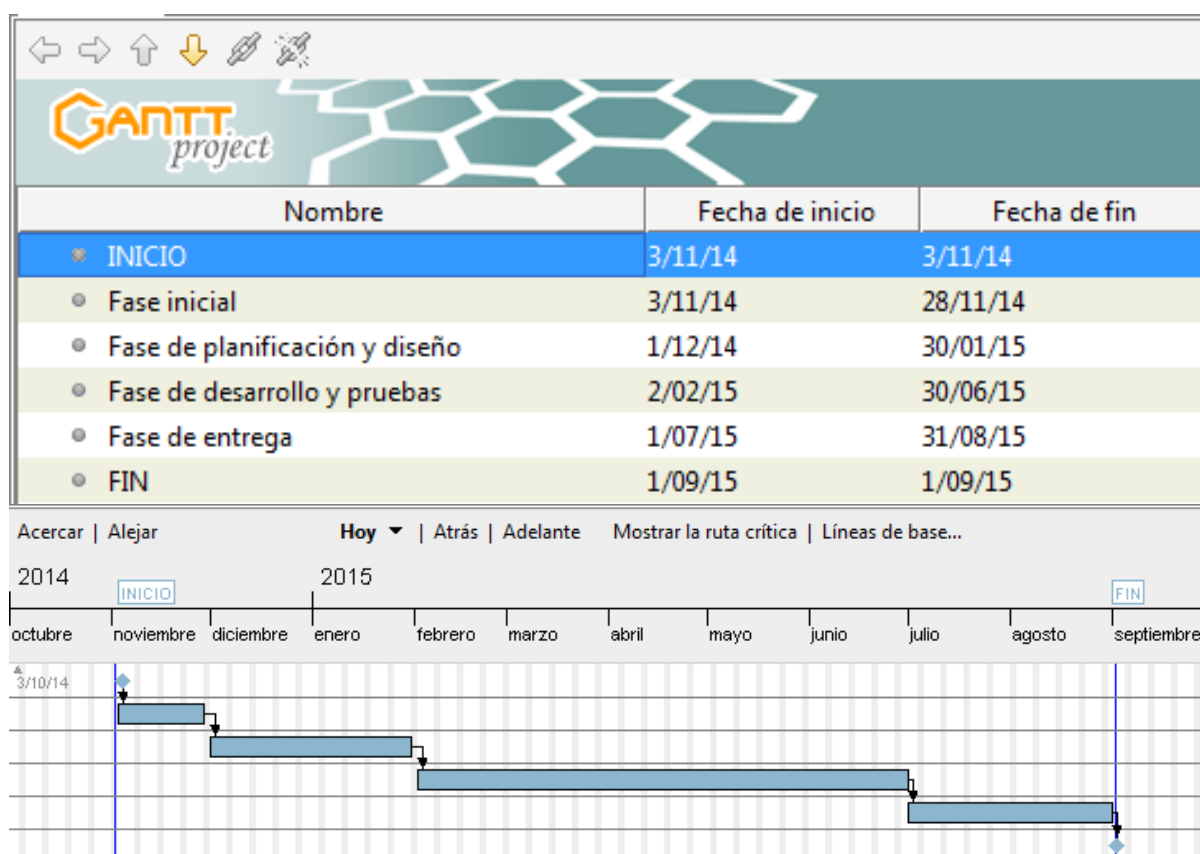 GANTT
project
Nombre Fecha de inicio Fecha de fin
INICIO 3/11/14 3/11/14
Fase inicial 3/11/14 28/11/14
Fase de planificación y diseño 1/12/14 30/01/15
Fase de desarrollo y pruebas 2/02/15 30/06/15
Fase de entrega 1/07/15 31/08/15
FIN 1/09/15 1/09/15
Acercar | Alejar Hoy | Atrás | Adelante Mostrar la ruta crítica | Líneas de base...
2014 2015
INICIO FIN
octubre noviembre diciembre enero febrero marzo abril mayo junio julio agosto septiembre
3/10/14